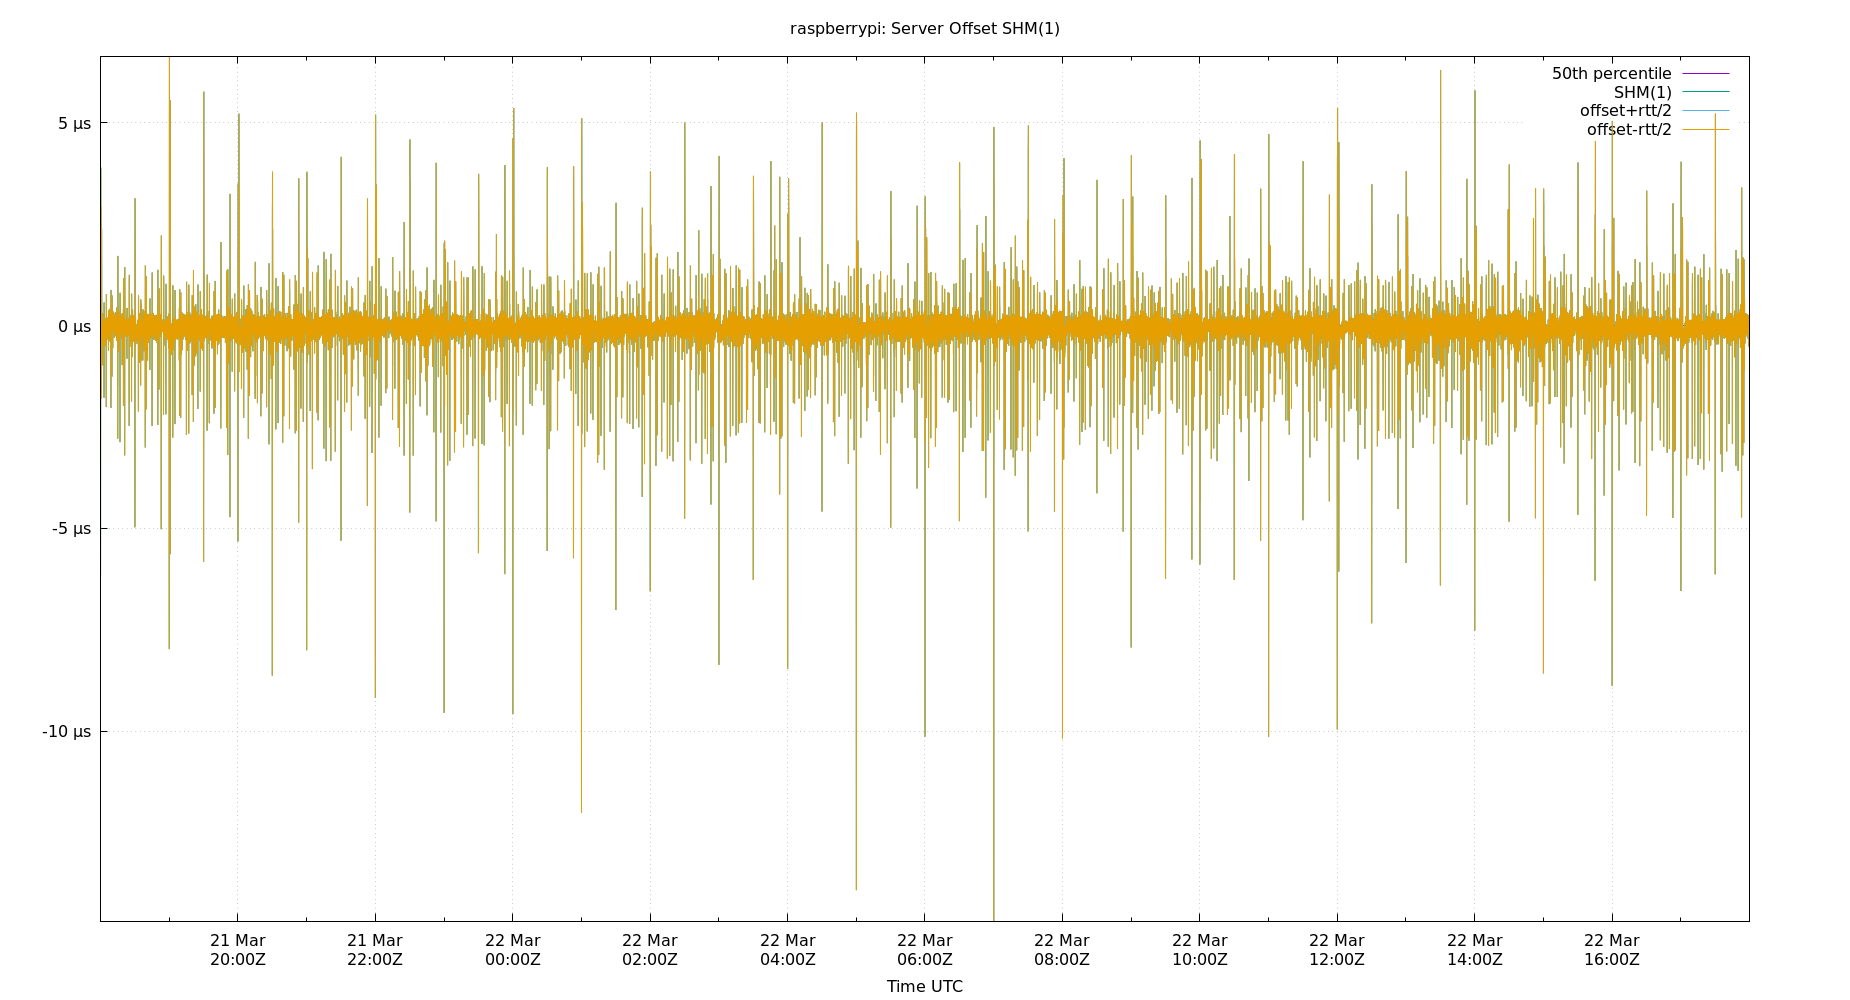 raspberrypi: Server Offset SHM(1)
50th percentile
SHM(1)
offset+rtt/2
offset-rtt/2
5 µs
0 µs
-5 µs
-10 µs
21 Mar 21 Mar 22 Mar 22 Mar 22 Mar 22 Mar 22 Mar 22 Mar 22 Mar 22 Mar 22 Mar
20:00Z 22:00Z 00:00Z 02:00Z 04:00Z 06:00Z 08:00Z 10:00Z 12:00Z 14:00Z 16:00Z
Time UTC